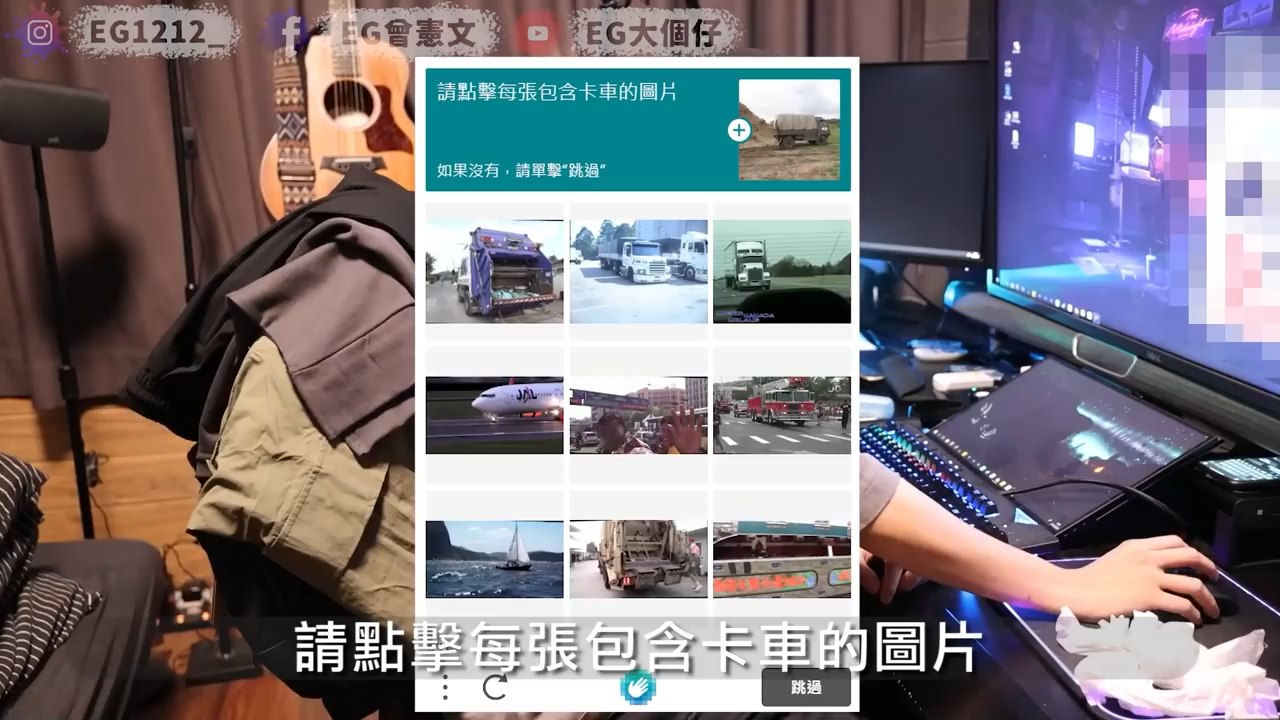 EG1212_
EG曾憲文
EG大個仔
請點擊每張包含卡車的圖片
如果沒有，請單擊“跳過”
JAL
KANADA
請點擊每張包含卡車的圖片
跳過